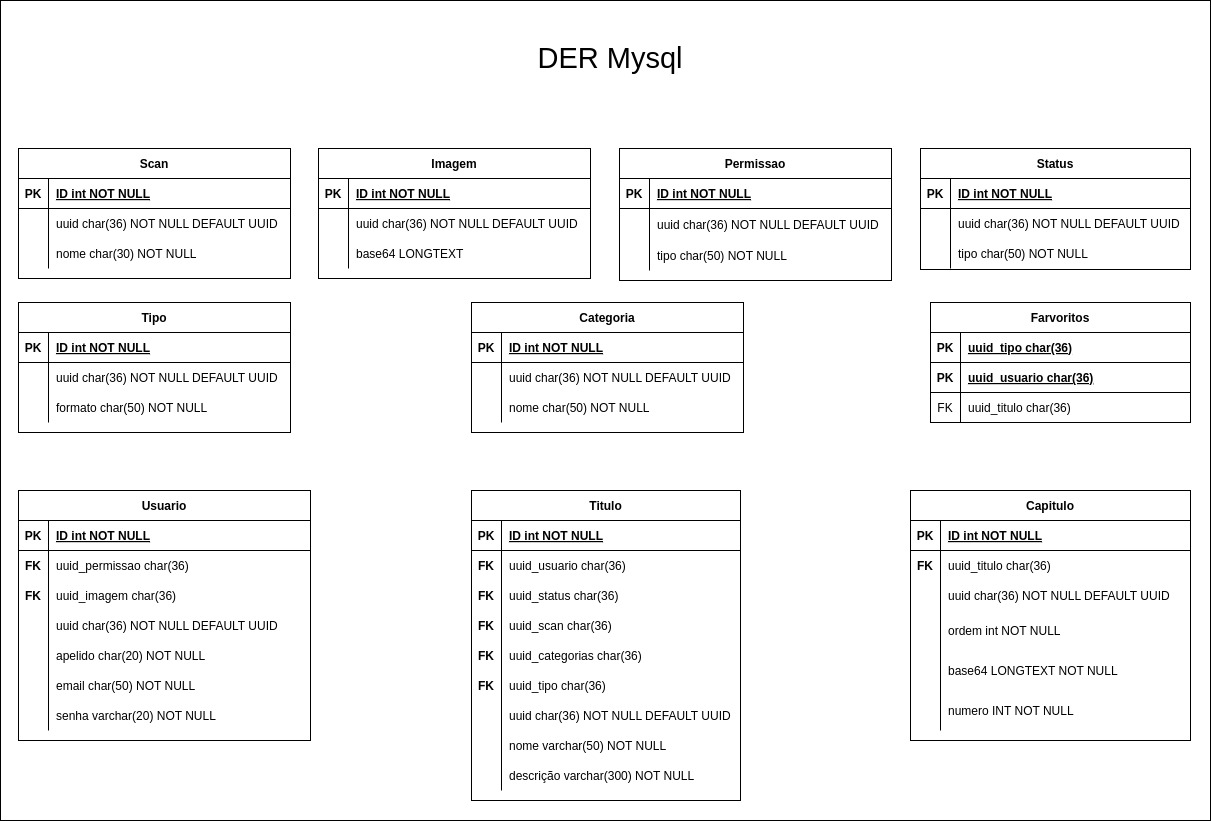 DER Mysql
Scan
PK ID int NOT NULL
uuid char(36) NOT NULL DEFAULT UUID
nome char(30) NOT NULL
Imagem
PK ID int NOT NULL
uuid char(36) NOT NULL DEFAULT UUID
base64 LONGTEXT
Permissao
PK ID int NOT NULL
uuid char(36) NOT NULL DEFAULT UUID
tipo char(50) NOT NULL
Status
PK ID int NOT NULL
uuid char(36) NOT NULL DEFAULT UUID
tipo char(50) NOT NULL
Tipo
PK ID int NOT NULL
uuid char(36) NOT NULL DEFAULT UUID
formato char(50) NOT NULL
Categoria
PK ID int NOT NULL
uuid char(36) NOT NULL DEFAULT UUID
nome char(50) NOT NULL
Farvoritos
PK uuid_tipo char(36)
PK uuid_usuario char(36)
FK uuid_titulo char(36)
Usuario
PK ID int NOT NULL
FK uuid_permissao char(36)
FK uuid_imagem char(36)
uuid char(36) NOT NULL DEFAULT UUID
apelido char(20) NOT NULL
email char(50) NOT NULL
senha varchar(20) NOT NULL
Titulo
PK ID int NOT NULL
FK uuid_usuario char(36)
FK uuid_status char(36)
FK uuid_scan char(36)
FK uuid_categorias char(36)
FK uuid_tipo char(36)
uuid char(36) NOT NULL DEFAULT UUID
nome varchar(50) NOT NULL
descrição varchar(300) NOT NULL
Capitulo
PK ID int NOT NULL
FK uuid_titulo char(36)
uuid char(36) NOT NULL DEFAULT UUID
ordem int NOT NULL
base64 LONGTEXT NOT NULL
numero INT NOT NULL